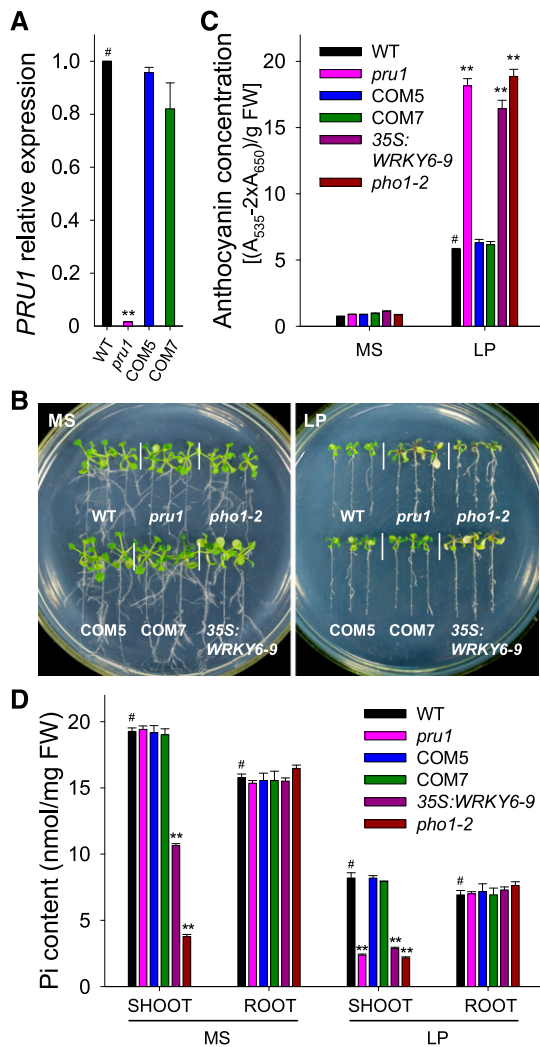 A
PRU1 relative expression
1.0
0.8
0.6
0.4
0.2
0
#
**
WT
pru1
COM5
COM7
C
Anthocyanin concentration
[(A535-2xA650)/g FW]
20
15
10
5
0
WT
pru1
COM5
COM7
35S:
WRKY6-9
pho1-2
#
**
**
**
MS
LP
B
MS
WT
pru1
pho1-2
COM5
COM7
35S:
WRKY6-9
LP
WT
pru1
pho1-2
COM5
COM7
35S:
WRKY6-9
D
Pi content (nmol/mg FW)
20
15
10
5
0
WT
pru1
COM5
COM7
35S:WRKY6-9
pho1-2
#
**
**
#
#
**
**
**
#
SHOOT
ROOT
SHOOT
ROOT
MS
LP